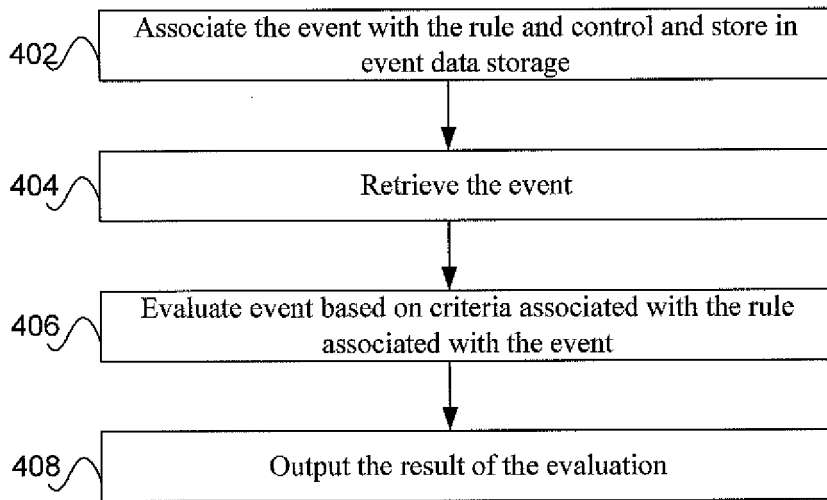 402
Associate the event with the rule and control and store in
event data storage
404
Retrieve the event
406
Evaluate event based on criteria associated with the rule
associated with the event
408
Output the result of the evaluation